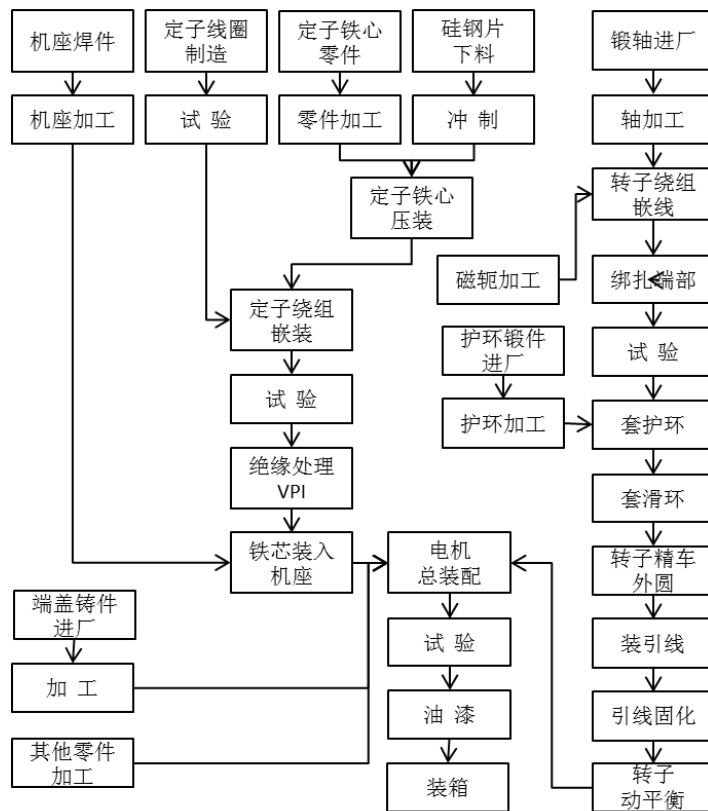 机座焊件
定子线圈
制造
定子铁心
零件
硅钢片
下料
锻轴进厂
机座加工
试 验
零件加工
冲 制
轴加工
定子铁心
压装
转子绕组
嵌线
磁轭加工
绑扎端部
定子绕组
嵌装
护环锻件
进厂
试 验
试 验
护环加工
套护环
绝缘处理
VPI
套滑环
铁芯装入
机座
电机
总装配
转子精车
外圆
端盖铸件
进厂
试 验
装引线
加 工
油 漆
引线固化
其他零件
加工
装箱
转子
动平衡